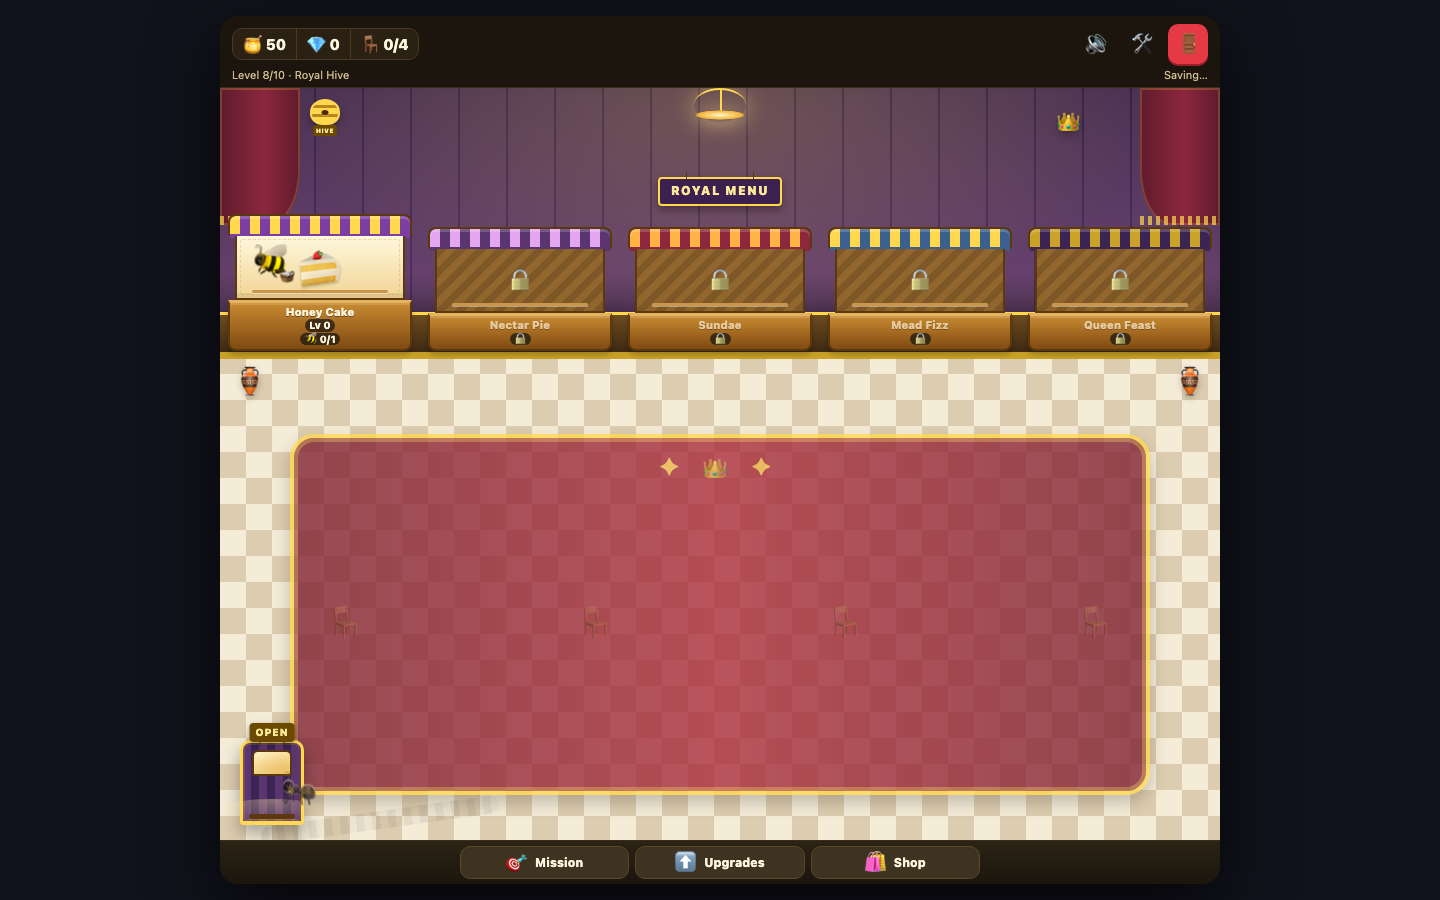 50
0
0/4
Level 8/10 · Royal Hive
Saving...
HIVE
ROYAL MENU
Honey Cake
Lv 0
0/1
Nectar Pie
Sundae
Mead Fizz
Queen Feast
OPEN
Mission
Upgrades
Shop